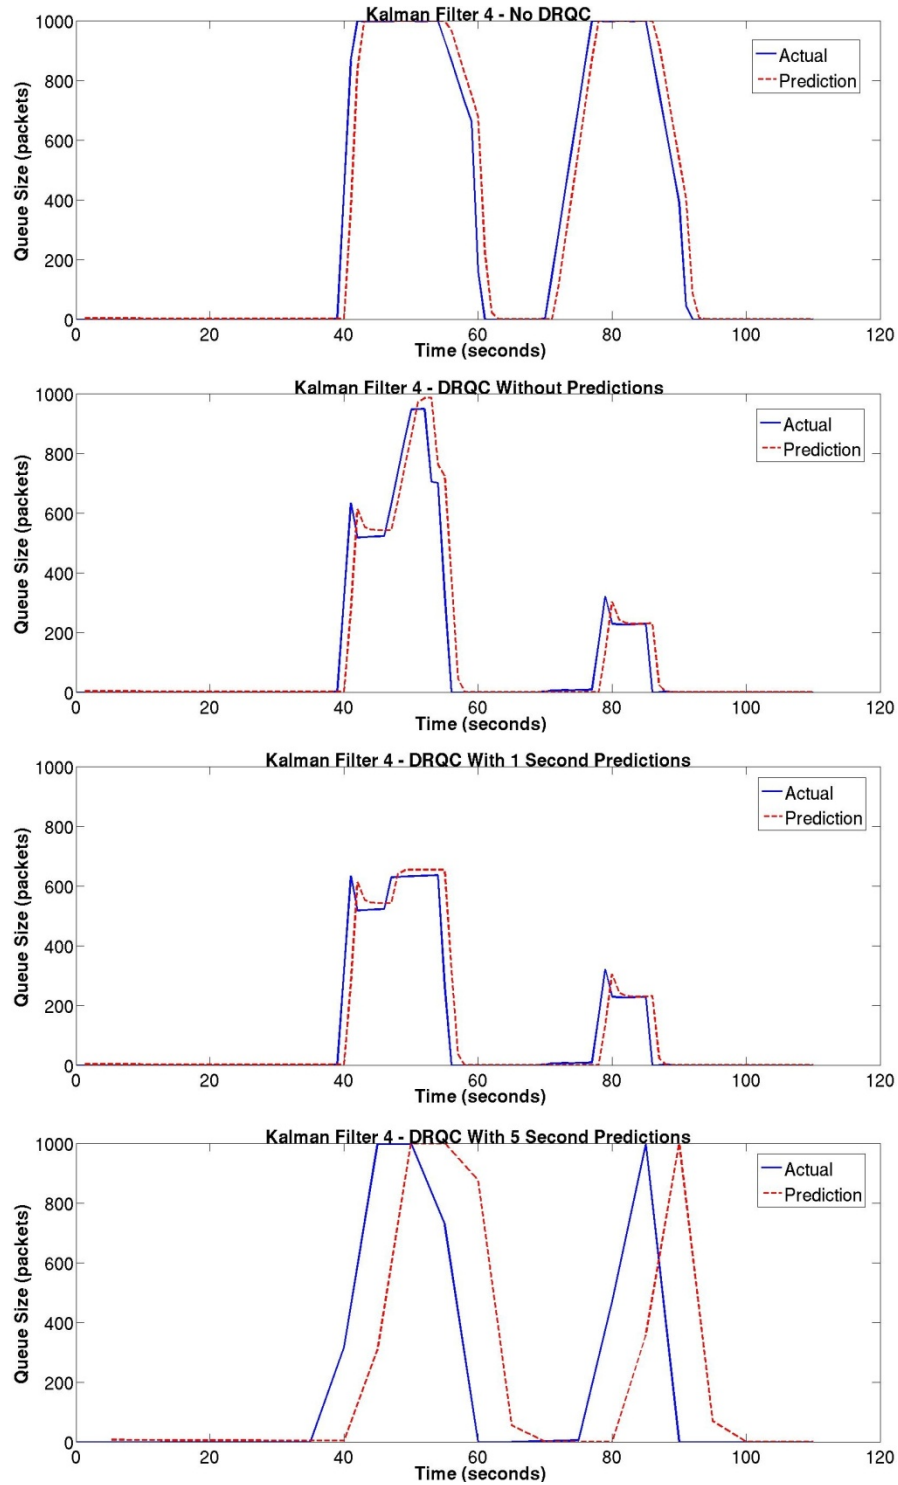 Kalman Filter 4 - No DRQC
1000
800
600
400
200
0
Queue Size (packets)
Actual
Prediction
0 20 40 60 80 100 120
Time (seconds)
Kalman Filter 4 - DRQC Without Predictions
1000
800
600
400
200
0
Queue Size (packets)
Actual
Prediction
0 20 40 60 80 100 120
Time (seconds)
Kalman Filter 4 - DRQC With 1 Second Predictions
1000
800
600
400
200
0
Queue Size (packets)
Actual
Prediction
0 20 40 60 80 100 120
Time (seconds)
Kalman Filter 4 - DRQC With 5 Second Predictions
1000
800
600
400
200
0
Queue Size (packets)
Actual
Prediction
0 20 40 60 80 100 120
Time (seconds)